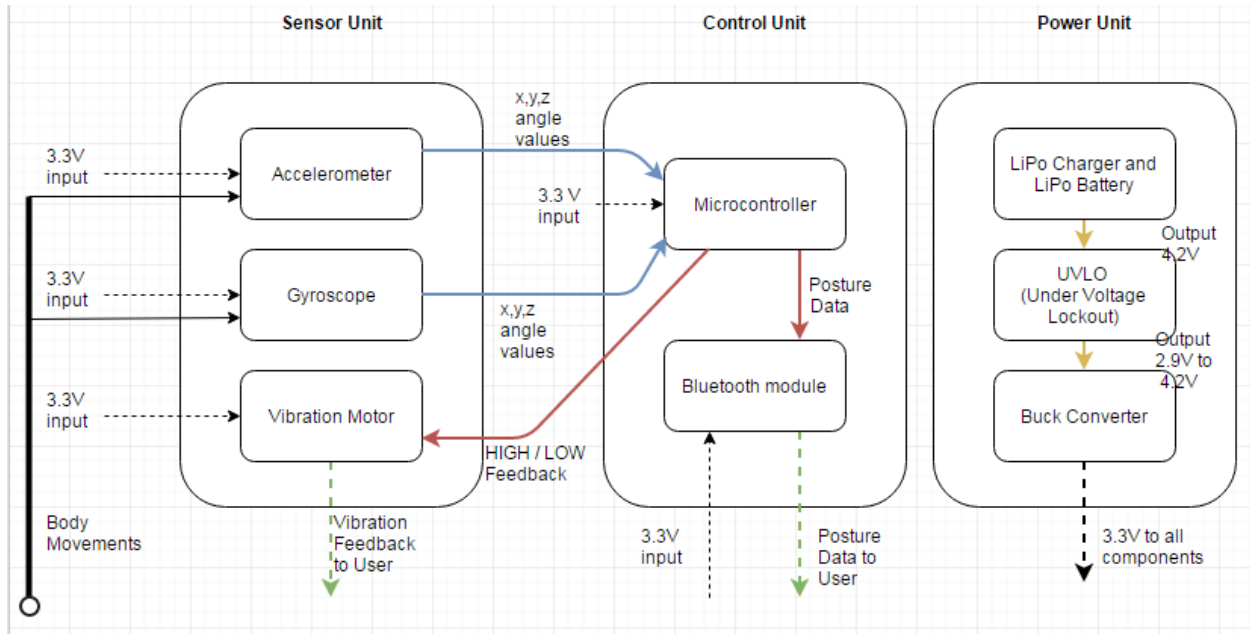 Sensor Unit
Control Unit
Power Unit
x,y,z
angle
values
3.3V
input
Accelerometer
3.3 V
input
Microcontroller
LiPo Charger and
LiPo Battery
Output
4.2V
3.3V
input
Gyroscope
x,y,z
angle
values
Posture
Data
UVLO
(Under Voltage
Lockout)
Output
2.9V to
4.2V
3.3V
input
Vibration Motor
HIGH / LOW
Feedback
Bluetooth module
Buck Converter
Body
Movements
Vibration
Feedback
to User
3.3V
input
Posture
Data to
User
3.3V to all
components